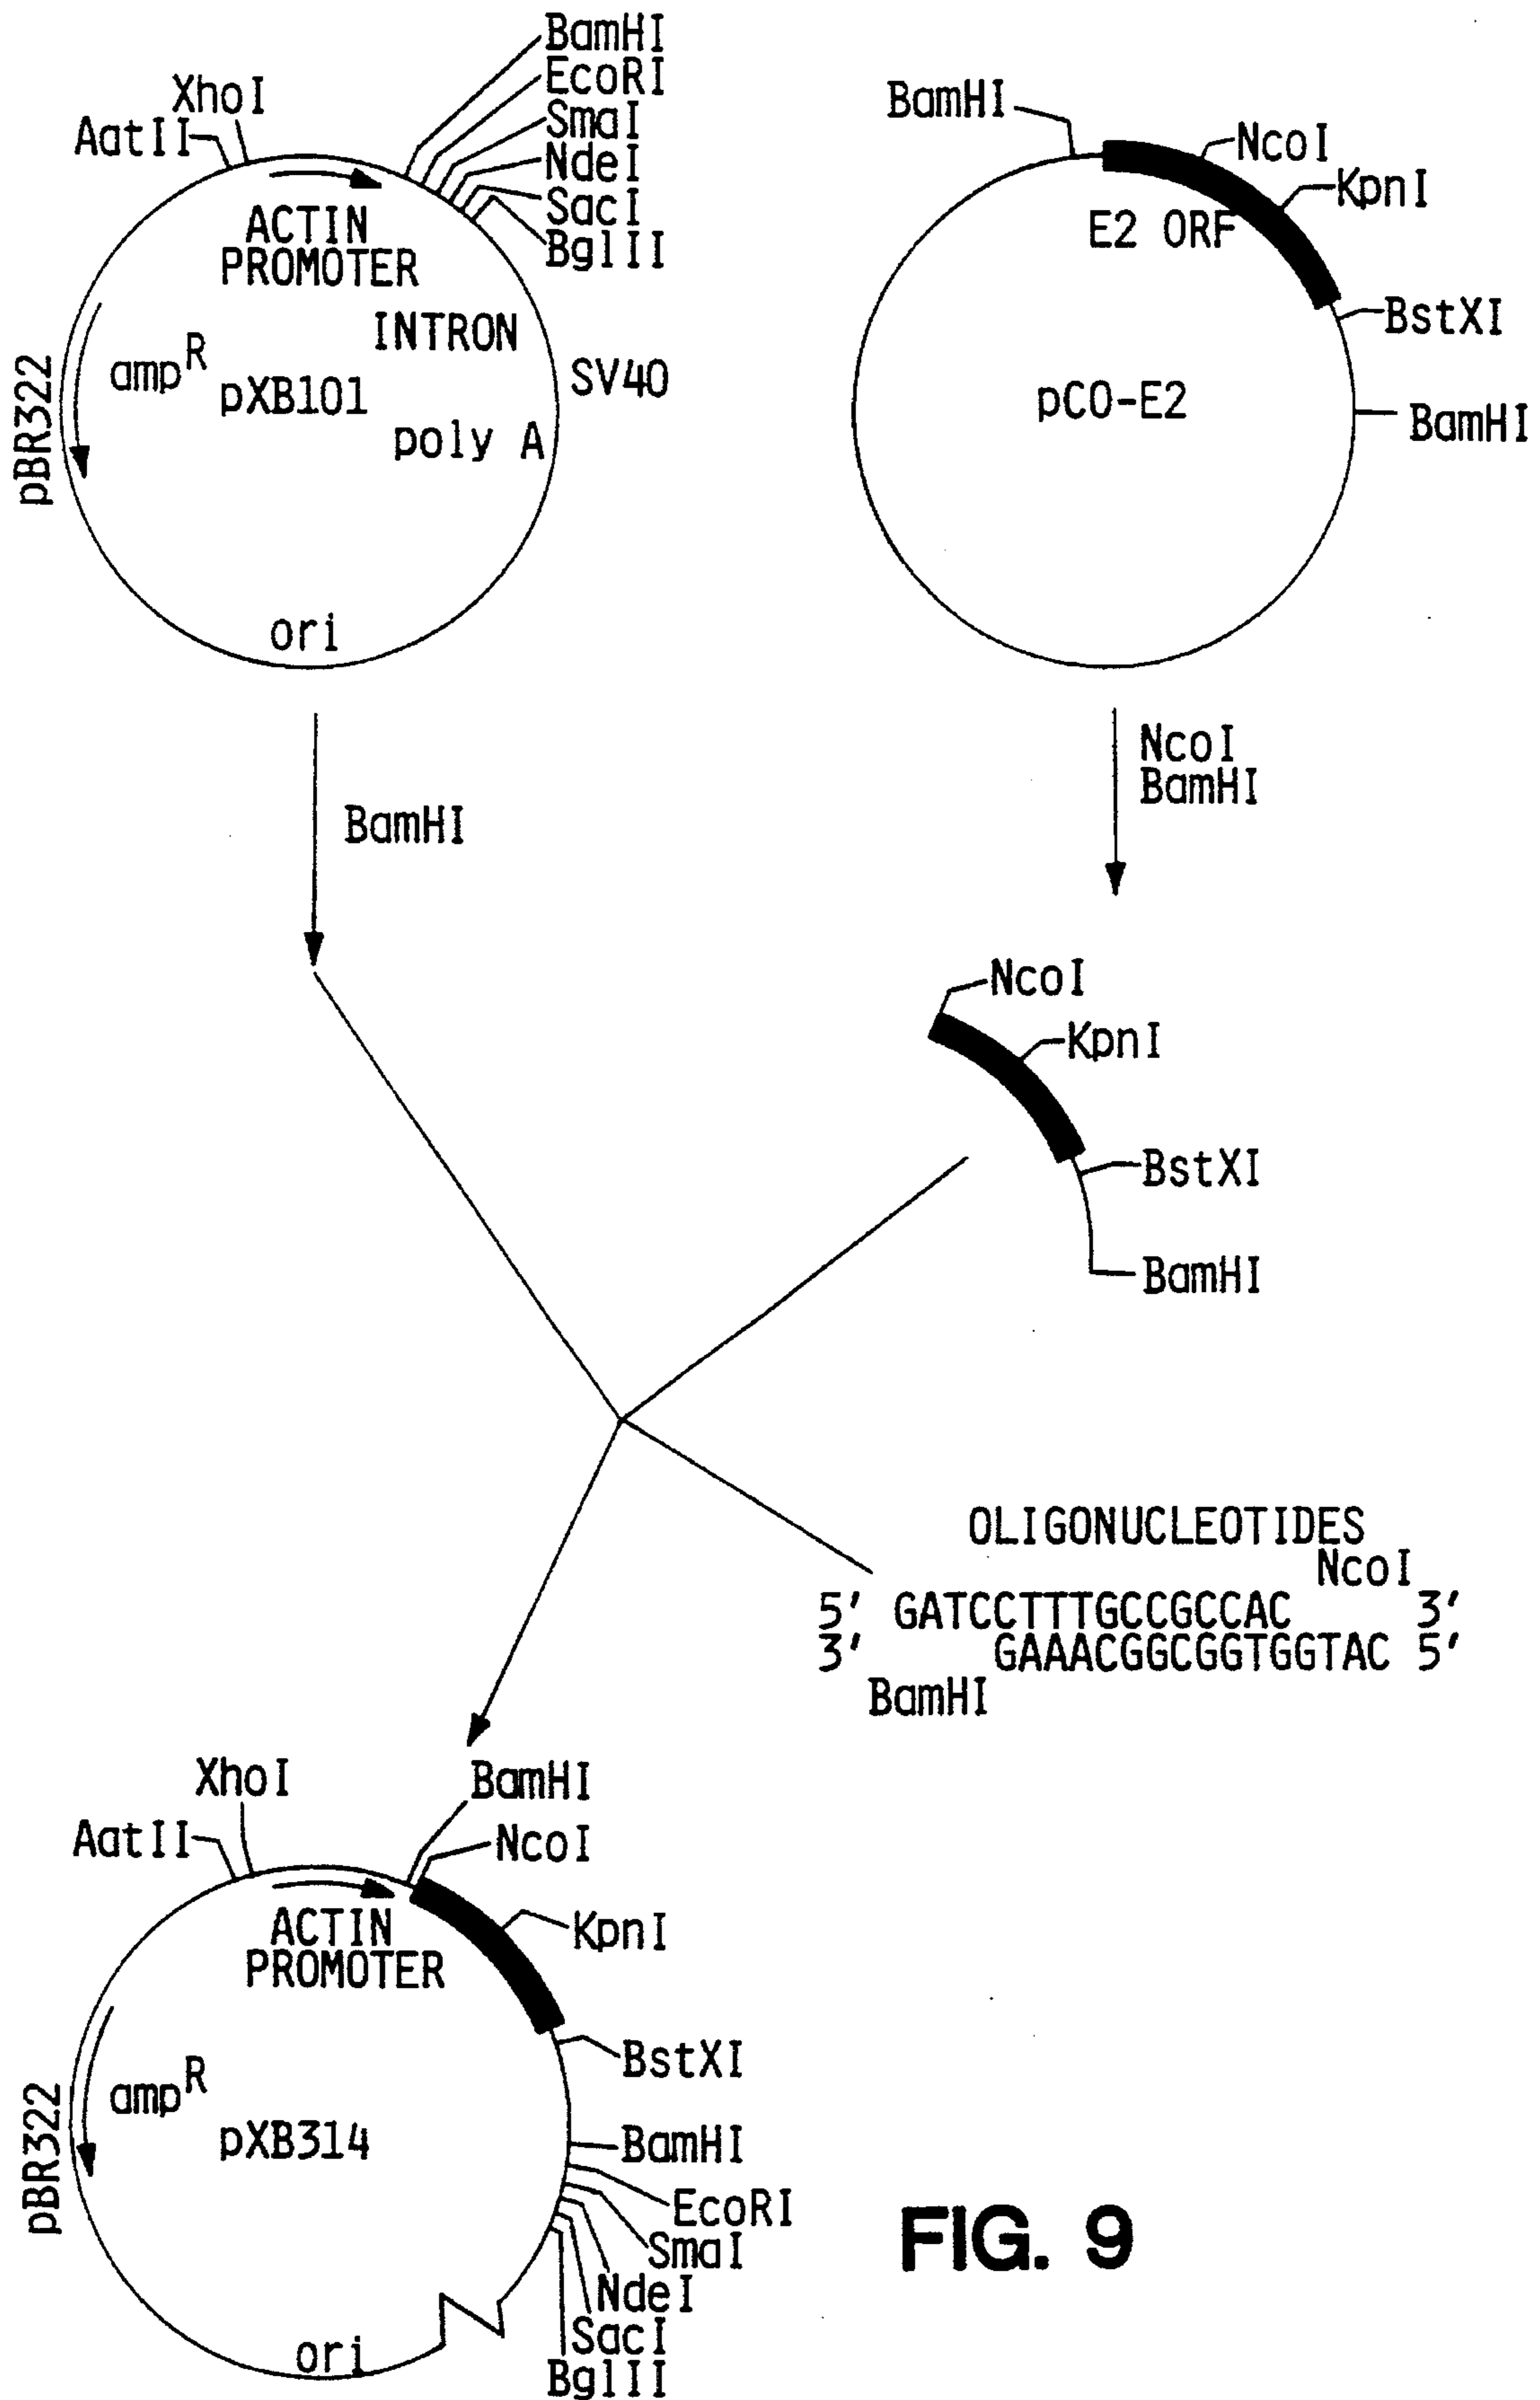 BamHI
EcoRI
SmaI
NdeI
SacI
BglII
XhoI
AatII
ACTIN
PROMOTER
INTRON
SV40
amp R
pXB101
poly A
pBR322
ori
BamHI
NcoI
KpnI
E2 ORF
BstXI
pCO-E2
BamHI
BamHI
NcoI
BamHI
NcoI
KpnI
BstXI
BamHI
OLIGONUCLEOTIDES
NcoI
5' GATCCTTTGCCGCCAC 3'
3' GAAACGGCGGTGGTAC 5'
BamHI
XhoI
AatII
BamHI
NcoI
ACTIN
PROMOTER
KpnI
BstXI
amp R
pXB314
pBR322
BamHI
EcoRI
SmaI
NdeI
SacI
BglII
ori
FIG. 9